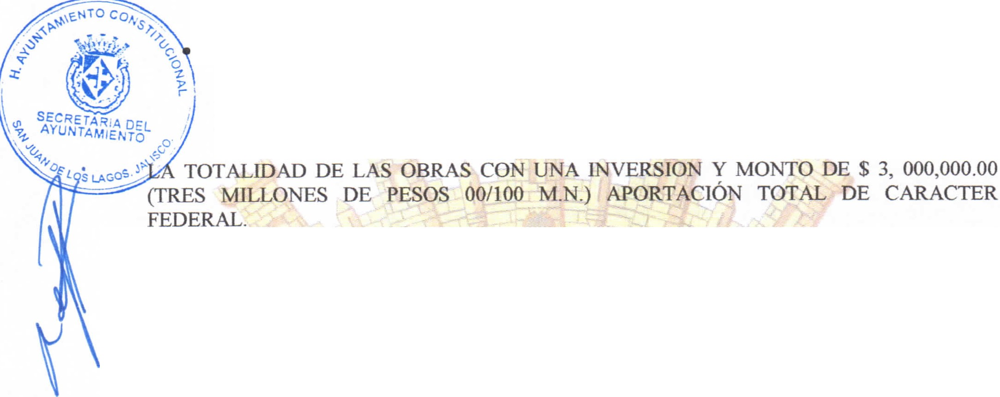 H. AYUNTAMIENTO CONSTITUCIONAL
SECRETARIA DEL
AYUNTAMIENTO
SAN JUAN DE LOS LAGOS. JALISCO.
LA TOTALIDAD DE LAS OBRAS CON UNA INVERSION Y MONTO DE $ 3, 000,000.00
(TRES MILLONES DE PESOS 00/100 M.N.) APORTACIÓN TOTAL DE CARACTER
FEDERAL.